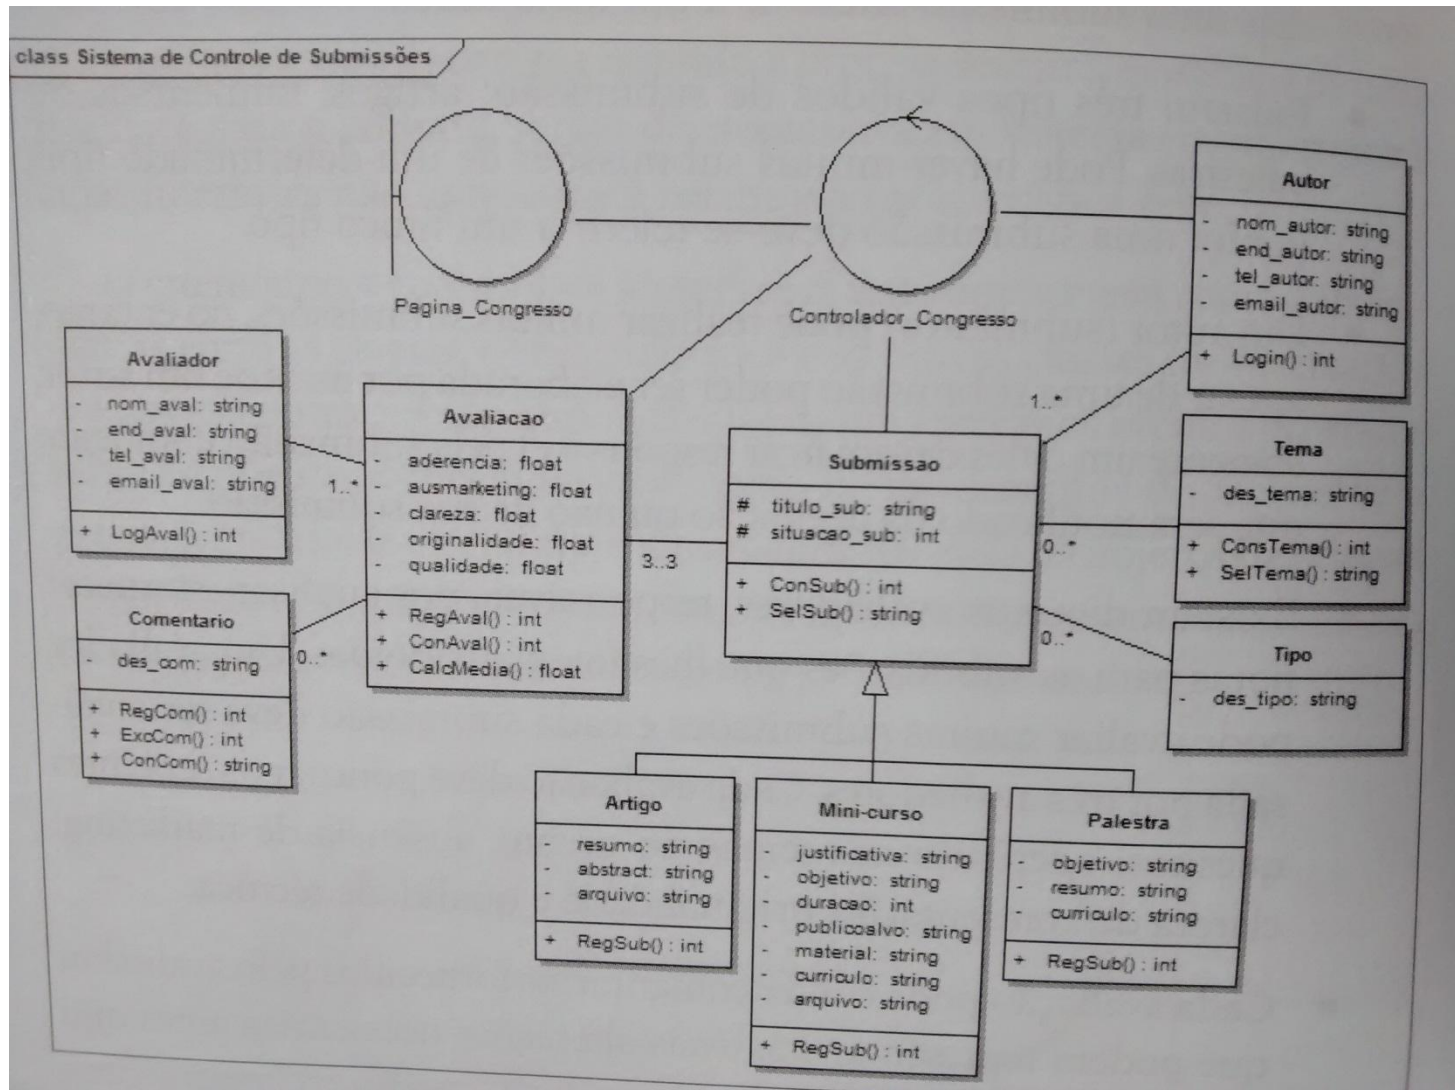 class Sistema de Controle de Submissões
Pagina_Congresso
Controlador_Congresso
Autor
- nom_autor: string
- end_autor: string
- tel_autor: string
- email_autor: string
+ Login() : int
Avaliador
- nom_aval: string
- end_aval: string
- tel_aval: string
- email_aval: string
+ LogAval() : int
1..*
Avaliacao
- aderencia: float
- ausmarketing: float
- clareza: float
- originalidade: float
- qualidade: float
+ RegAval() : int
+ ConAval() : int
+ CalcMedia() : float
3..3
Submissao
# titulo_sub: string
# situacao_sub: int
+ ConSub() : int
+ SelSub() : string
1..*
0..*
0..*
Tema
- des_tema: string
+ ConsTema() : int
+ SelTema() : string
Comentario
- des_com: string
+ RegCom() : int
+ ExcCom() : int
+ ConCom() : string
0..*
Tipo
- des_tipo: string
Artigo
- resumo: string
- abstract: string
- arquivo: string
+ RegSub() : int
Mini-curso
- justificativa: string
- objetivo: string
- duracao: int
- publicoalvo: string
- material: string
- curriculo: string
- arquivo: string
+ RegSub() : int
Palestra
- objetivo: string
- resumo: string
- curriculo: string
+ RegSub() : int